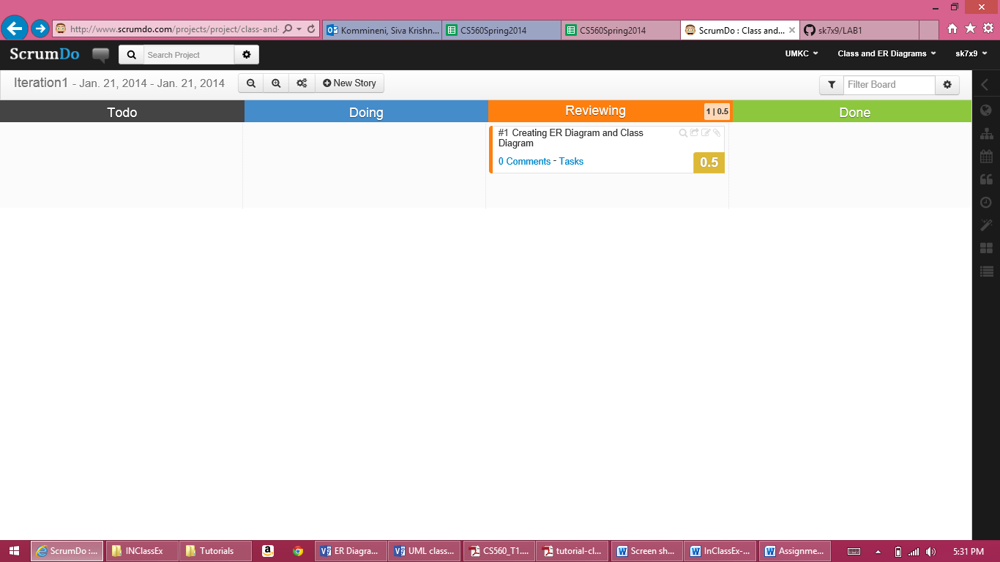 http://www.scrumdo.com/projects/project/class-and-
Kommineni, Siva Krishn...
CS560Spring2014
CS560Spring2014
ScrumDo : Class and...
sk7x9/LAB1
ScrumDo
Search Project
UMKC
Class and ER Diagrams
sk7x9
Iteration1 - Jan. 21, 2014 - Jan. 21, 2014
New Story
Filter Board
Todo
Doing
Reviewing
1 | 0.5
Done
#1 Creating ER Diagram and Class
Diagram
0 Comments - Tasks
0.5
ScrumDo :...
INClassEx
Tutorials
ER Diagra...
UML class...
CS560_T1....
tutorial-cl...
Screen sh...
InClassEx-...
Assignme...
5:31 PM